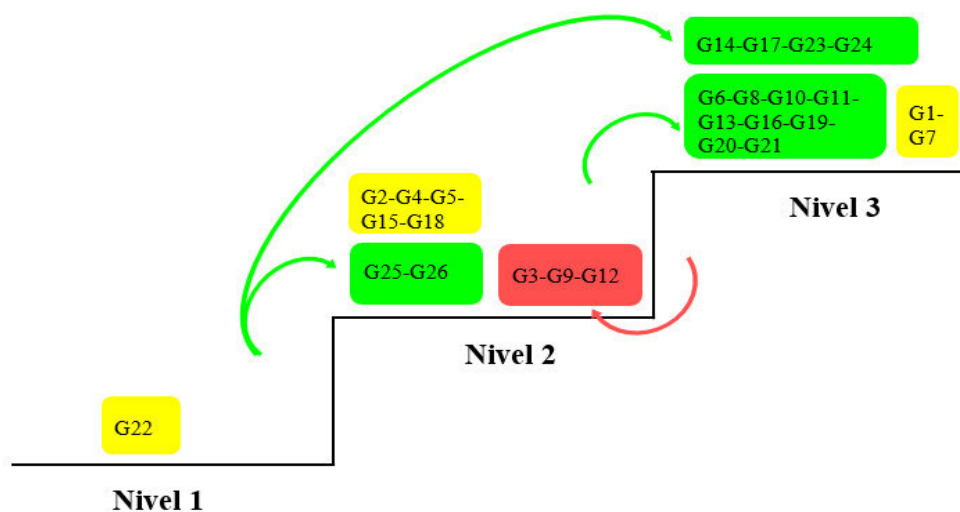 G14-G17-G23-G24
G6-G8-G10-G11-
G13-G16-G19-
G20-G21
G1-
G7
Nivel 3
G2-G4-G5-
G15-G18
G25-G26
G3-G9-G12
Nivel 2
G22
Nivel 1